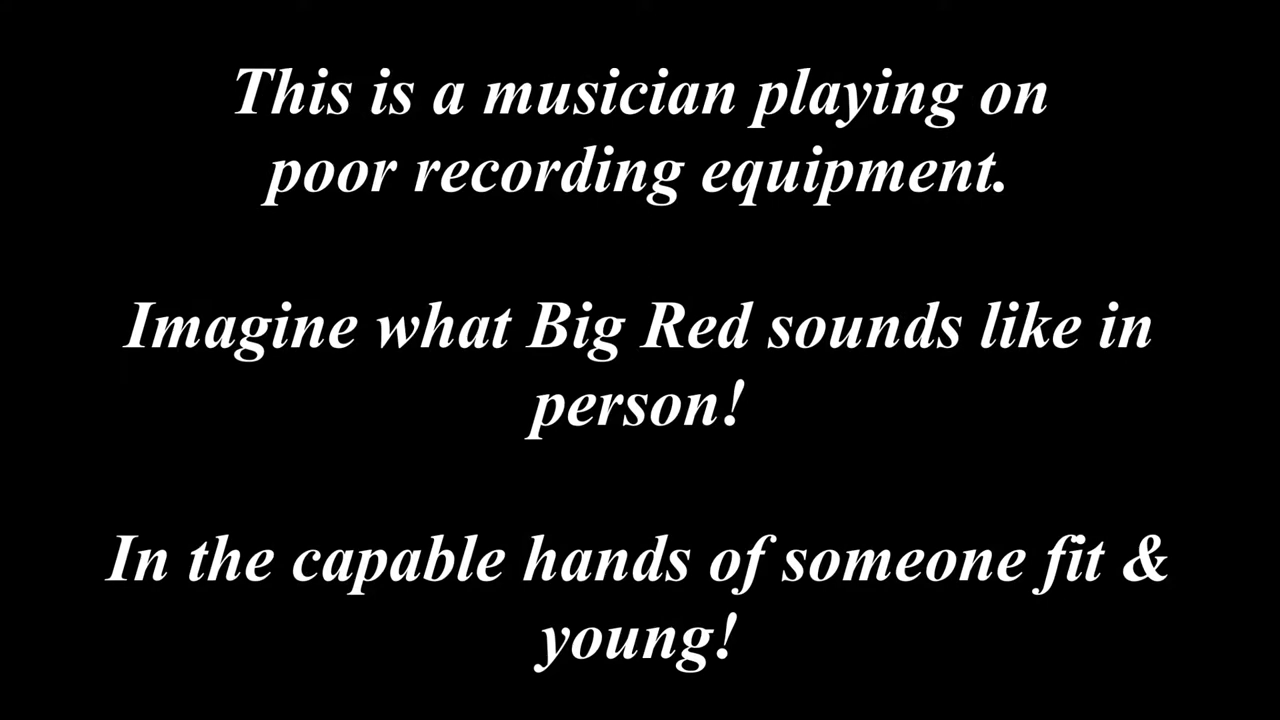 This is a musician playing on
poor recording equipment.
Imagine what Big Red sounds like in
person!
In the capable hands of someone fit &
young!